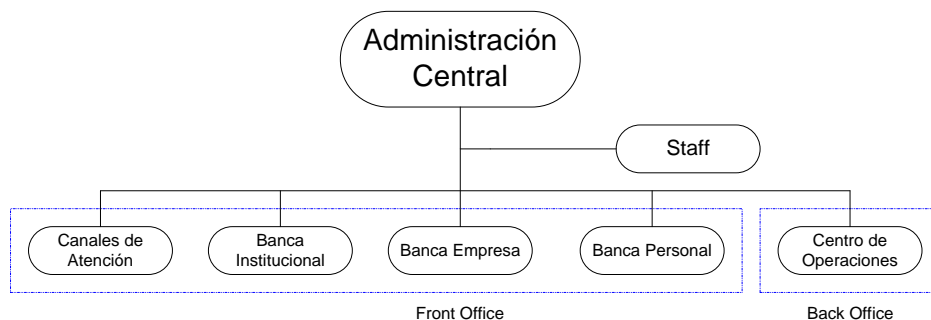 Administración
Central
Staff
Canales de
Atención
Banca
Institucional
Banca Empresa
Banca Personal
Centro de
Operaciones
Front Office
Back Office